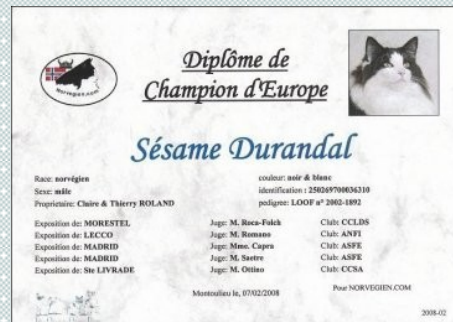 Diplôme de
Champion d'Europe
norvegien.com
Sésame Durandal
Race: norvégien
Sexe: mâle
Proprietaire: Claire & Thierry ROLAND
couleur: noir & blanc
identification : 250269700036310
pedigree: LOOF n° 2002-1892
Exposition de: MORESTEL Juge: M. Roca-Folch Club: CCLDS
Exposition de: LECCO Juge: M. Romano Club: ANFI
Exposition de: MADRID Juge: Mme. Capra Club: ASFE
Exposition de: MADRID Juge: M. Saetre Club: ASFE
Exposition de: Ste LIVRADE Juge: M. Ottino Club: CCSA
Montoulieu le, 07/02/2008
Pour NORVEGIEN.COM
2008-02